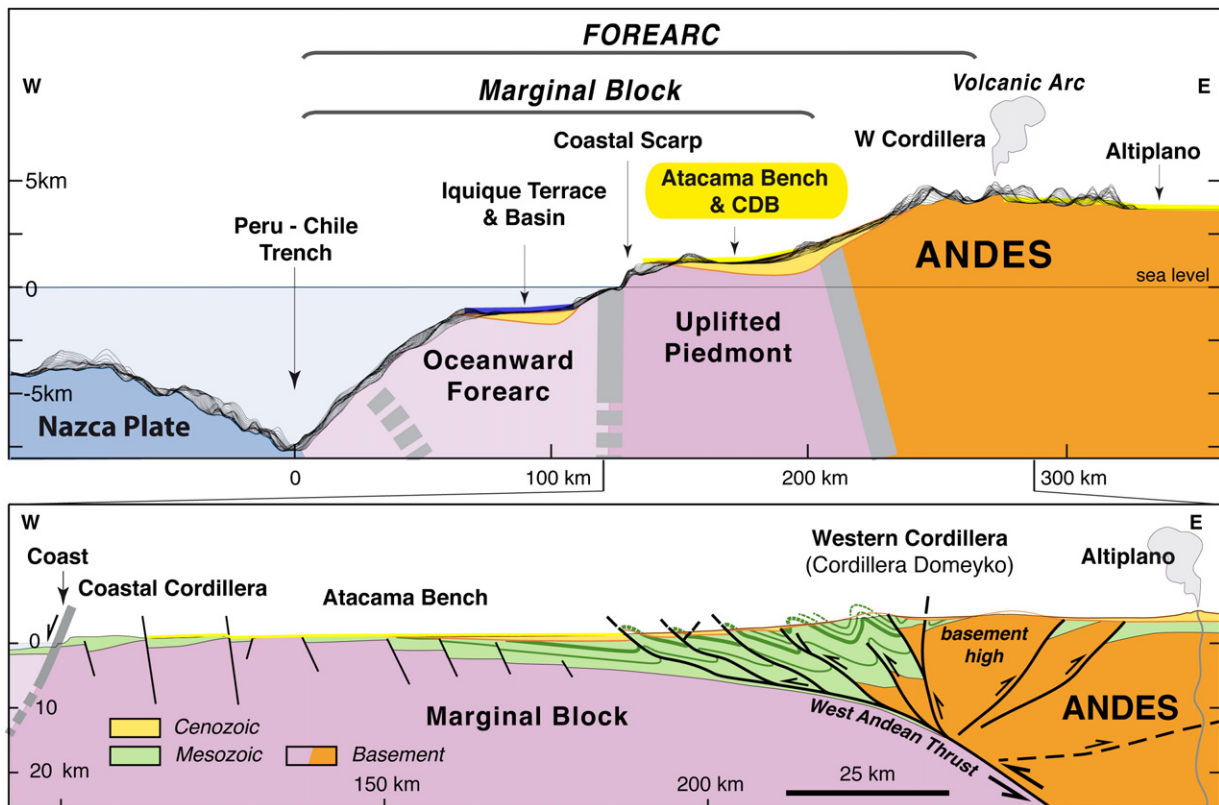 FOREARC
W
Marginal Block
Volcanic Arc
E
Coastal Scarp
W Cordillera
Altiplano
5km
Iquique Terrace
& Basin
Atacama Bench
& CDB
Peru - Chile
Trench
ANDES
sea level
0
Uplifted
Piedmont
Oceanward
Forearc
-5km
Nazca Plate
0
100 km
200 km
300 km
W
E
Coast
Western Cordillera
(Cordillera Domeyko)
Altiplano
Coastal Cordillera
Atacama Bench
0
basement
high
10
Marginal Block
ANDES
West Andean Thrust
Cenozoic
Mesozoic
Basement
20 km
150 km
200 km
25 km